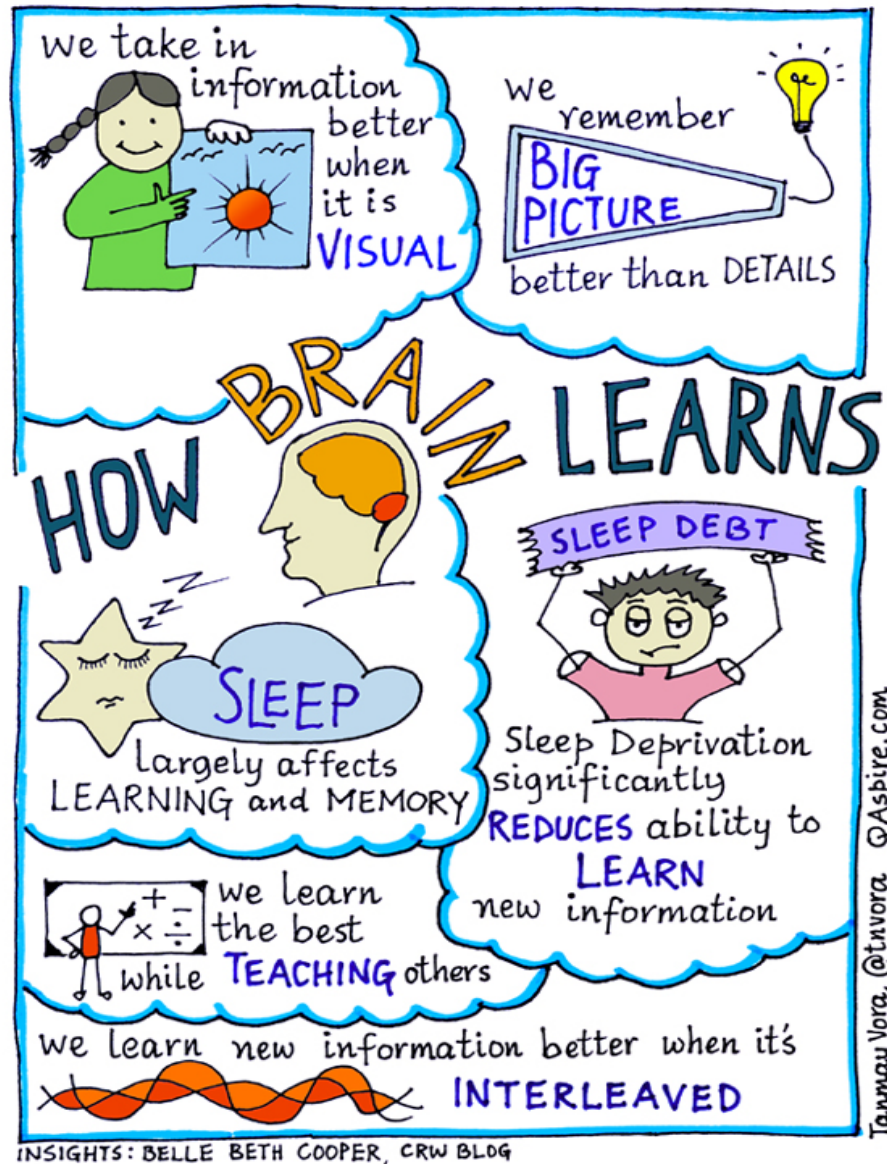 we take in
information
better
when
it is
VISUAL
we
remember
BIG
PICTURE
better than DETAILS
HOW BRAIN LEARNS
zzzz
SLEEP
largely affects
LEARNING and MEMORY
SLEEP DEBT
Sleep Deprivation
significantly
REDUCES ability to
LEARN
new information
we learn
the best
while TEACHING others
we learn new information better when it's
INTERLEAVED
Tanmay Vora, @tnvora QAspire.com
INSIGHTS: BELLE BETH COOPER, CRW BLOG